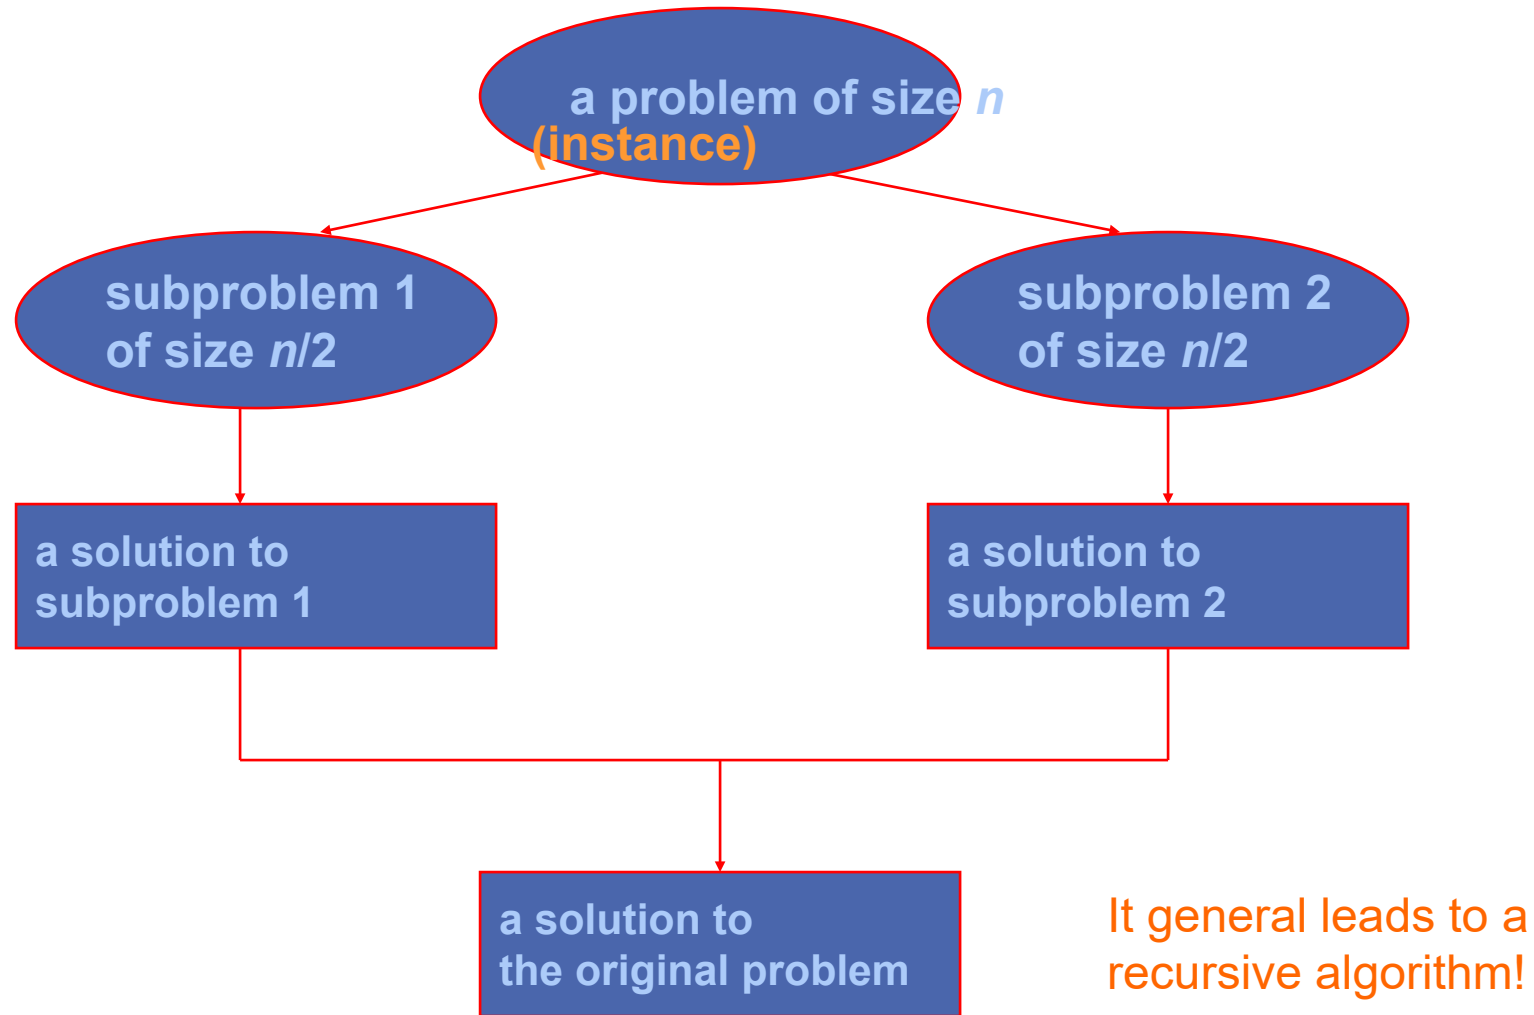 a problem of size n
(instance)
subproblem 1
of size n/2
subproblem 2
of size n/2
a solution to
subproblem 1
a solution to
subproblem 2
a solution to
the original problem
It general leads to a
recursive algorithm!